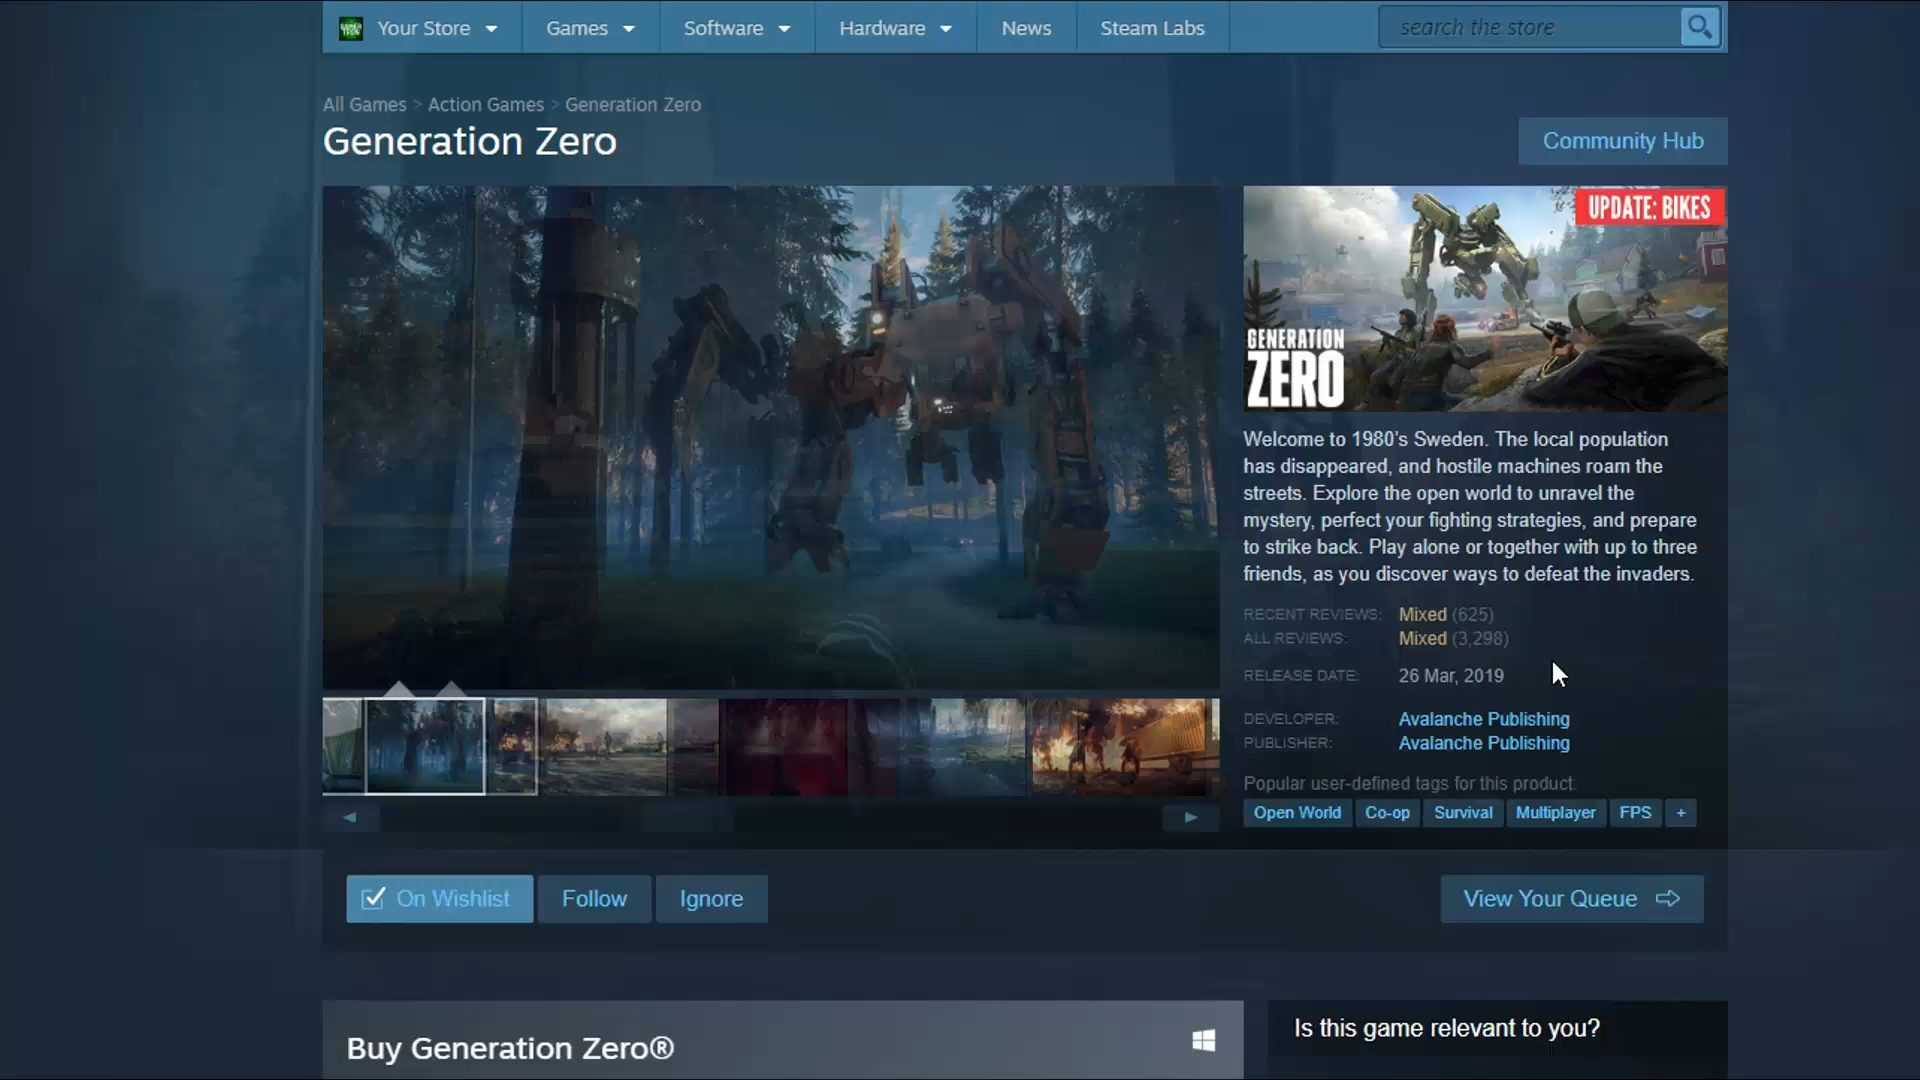 Your Store
Games
Software
Hardware
News
Steam Labs
search the store
All Games > Action Games > Generation Zero
Generation Zero
Community Hub
UPDATE: BIKES
GENERATION
ZERO
Welcome to 1980's Sweden. The local population
has disappeared, and hostile machines roam the
streets. Explore the open world to unravel the
mystery, perfect your fighting strategies, and prepare
to strike back. Play alone or together with up to three
friends, as you discover ways to defeat the invaders.
RECENT REVIEWS: Mixed (625)
ALL REVIEWS: Mixed (3,298)
RELEASE DATE: 26 Mar, 2019
DEVELOPER: Avalanche Publishing
PUBLISHER: Avalanche Publishing
Popular user-defined tags for this product:
Open World Co-op Survival Multiplayer FPS +
On Wishlist
Follow
Ignore
View Your Queue
Buy Generation Zero®
Is this game relevant to you?